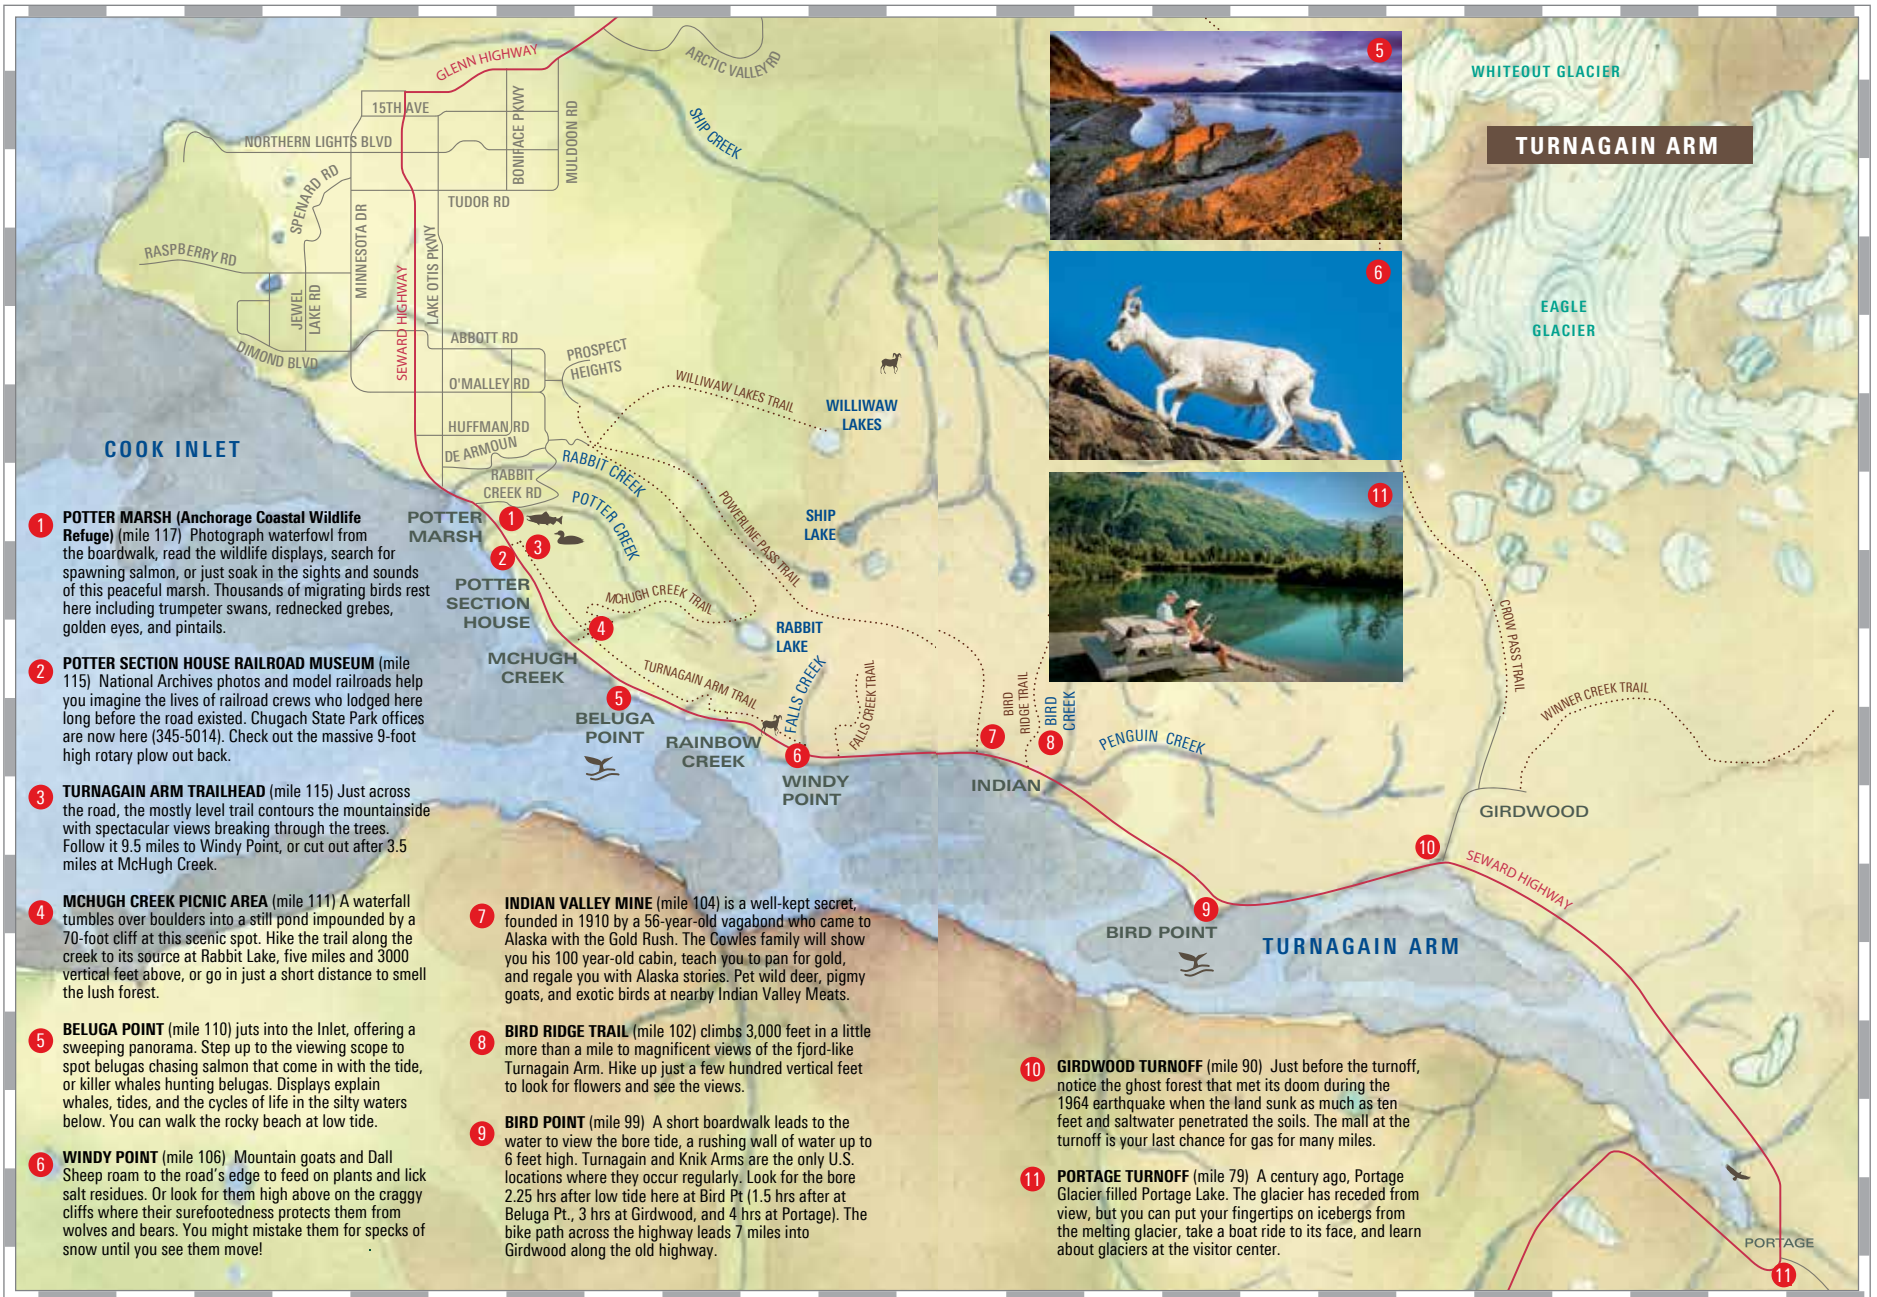 GLENN HIGHWAY
ARCTIC VALLEY RD
15TH AVE
NORTHERN LIGHTS BLVD
BONIFACE PKWY
MULDOON RD
SHIP CREEK
SPENARD RD
TUDOR RD
MINNESOTA DR
RASPBERRY RD
LAKE OTIS PKWY
SEWARD HIGHWAY
JEWEL
LAKE RD
DIMOND BLVD
ABBOTT RD
PROSPECT
HEIGHTS
O'MALLEY RD
WILLIWAW LAKES TRAIL
WILLIWAW
LAKES
HUFFMAN RD
DE ARMOUN
RABBIT
CREEK RD
RABBIT CREEK
POTTER CREEK
POWERLINE PASS TRAIL
SHIP
LAKE
COOK INLET
POTTER
MARSH
1
2
3
POTTER
SECTION
HOUSE
MCHUGH CREEK TRAIL
4
RABBIT
LAKE
MCHUGH
CREEK
TURNAGAIN ARM TRAIL
5
BELUGA
POINT
RAINBOW
CREEK
FALLS CREEK
FALLS CREEK TRAIL
6
WINDY
POINT
7
INDIAN
BIRD
RIDGE TRAIL
8
BIRD
CREEK
PENGUIN CREEK
5
6
11
WHITEOUT GLACIER
TURNAGAIN ARM
EAGLE
GLACIER
CROW PASS TRAIL
WINNER CREEK TRAIL
GIRDWOOD
10
SEWARD HIGHWAY
9
BIRD POINT
TURNAGAIN ARM
PORTAGE
11
1 POTTER MARSH (Anchorage Coastal Wildlife
Refuge) (mile 117) Photograph waterfowl from
the boardwalk, read the wildlife displays, search for
spawning salmon, or just soak in the sights and sounds
of this peaceful marsh. Thousands of migrating birds rest
here including trumpeter swans, rednecked grebes,
golden eyes, and pintails.
2 POTTER SECTION HOUSE RAILROAD MUSEUM (mile
115) National Archives photos and model railroads help
you imagine the lives of railroad crews who lodged here
long before the road existed. Chugach State Park offices
are now here (345-5014). Check out the massive 9-foot
high rotary plow out back.
3 TURNAGAIN ARM TRAILHEAD (mile 115) Just across
the road, the mostly level trail contours the mountainside
with spectacular views breaking through the trees.
Follow it 9.5 miles to Windy Point, or cut out after 3.5
miles at McHugh Creek.
4 MCHUGH CREEK PICNIC AREA (mile 111) A waterfall
tumbles over boulders into a still pond impounded by a
70-foot cliff at this scenic spot. Hike the trail along the
creek to its source at Rabbit Lake, five miles and 3000
vertical feet above, or go in just a short distance to smell
the lush forest.
5 BELUGA POINT (mile 110) juts into the Inlet, offering a
sweeping panorama. Step up to the viewing scope to
spot belugas chasing salmon that come in with the tide,
or killer whales hunting belugas. Displays explain
whales, tides, and the cycles of life in the silty waters
below. You can walk the rocky beach at low tide.
6 WINDY POINT (mile 106) Mountain goats and Dall
Sheep roam to the road's edge to feed on plants and lick
salt residues. Or look for them high above on the craggy
cliffs where their surefootedness protects them from
wolves and bears. You might mistake them for specks of
snow until you see them move!
7 INDIAN VALLEY MINE (mile 104) is a well-kept secret,
founded in 1910 by a 56-year-old vagabond who came to
Alaska with the Gold Rush. The Cowles family will show
you his 100 year-old cabin, teach you to pan for gold,
and regale you with Alaska stories. Pet wild deer, pigmy
goats, and exotic birds at nearby Indian Valley Meats.
8 BIRD RIDGE TRAIL (mile 102) climbs 3,000 feet in a little
more than a mile to magnificent views of the fjord-like
Turnagain Arm. Hike up just a few hundred vertical feet
to look for flowers and see the views.
9 BIRD POINT (mile 99) A short boardwalk leads to the
water to view the bore tide, a rushing wall of water up to
6 feet high. Turnagain and Knik Arms are the only U.S.
locations where they occur regularly. Look for the bore
2.25 hrs after low tide here at Bird Pt (1.5 hrs after at
Beluga Pt., 3 hrs at Girdwood, and 4 hrs at Portage). The
bike path across the highway leads 7 miles into
Girdwood along the old highway.
10 GIRDWOOD TURNOFF (mile 90) Just before the turnoff,
notice the ghost forest that met its doom during the
1964 earthquake when the land sunk as much as ten
feet and saltwater penetrated the soils. The mall at the
turnoff is your last chance for gas for many miles.
11 PORTAGE TURNOFF (mile 79) A century ago, Portage
Glacier filled Portage Lake. The glacier has receded from
view, but you can put your fingertips on icebergs from
the melting glacier, take a boat ride to its face, and learn
about glaciers at the visitor center.